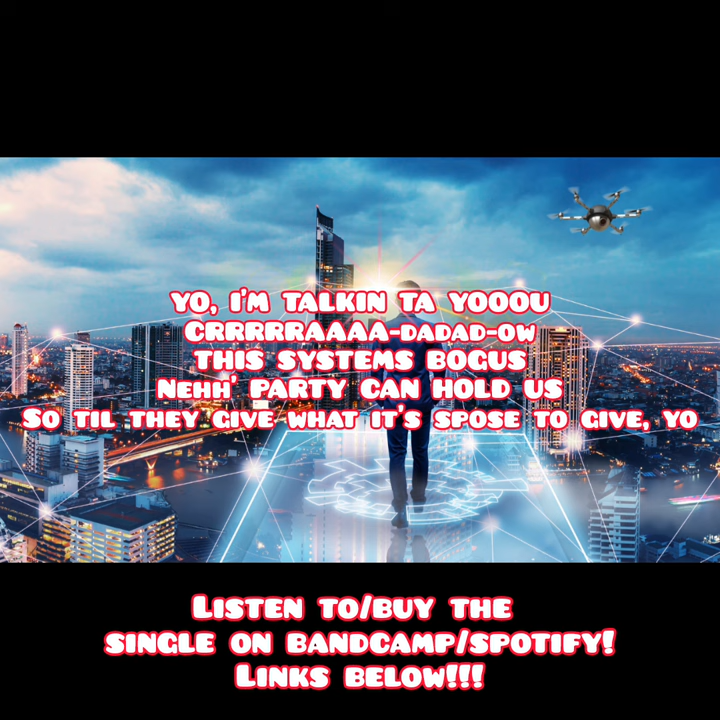 YO, I'M TALKIN TA YOOOU
CRRRRRAAAA-DADAD-OW
THIS SYSTEMS BOGUS
NEHH' PARTY CAN HOLD US
SO TIL THEY GIVE WHAT IT'S SPOSE TO GIVE, YO
LISTEN TO/BUY THE
SINGLE ON BANDCAMP/SPOTIFY!
LINKS BELOW!!!